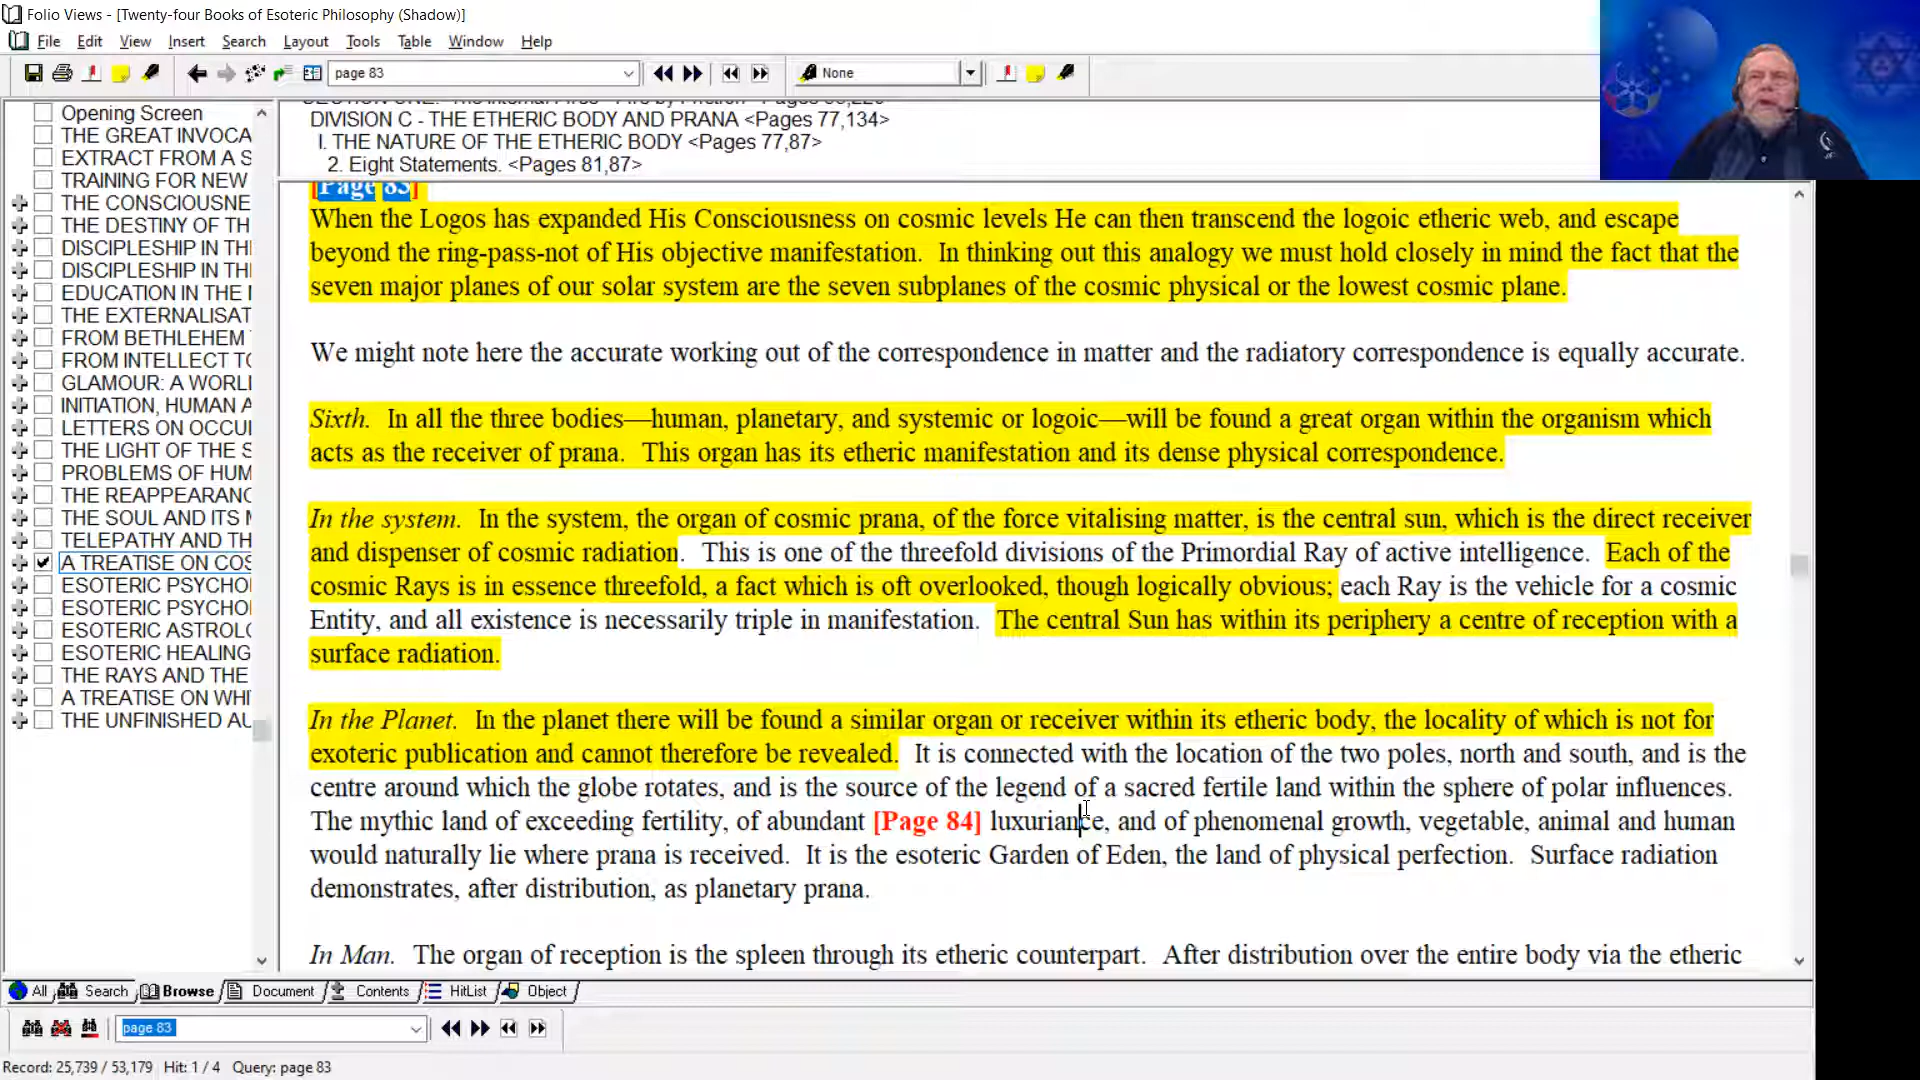 Folio Views - [Twenty-four Books of Esoteric Philosophy (Shadow)]
File Edit View Insert Search Layout Tools Table Window Help
page 83 None
Opening Screen
THE GREAT INVOCA
EXTRACT FROM A S
TRAINING FOR NEW
THE CONSCIOUSNE
THE DESTINY OF TH
DISCIPLESHIP IN THI
DISCIPLESHIP IN THI
EDUCATION IN THE I
THE EXTERNALISAT
FROM BETHLEHEM
FROM INTELLECT TC
GLAMOUR: A WORLI
INITIATION, HUMAN A
LETTERS ON OCCUI
THE LIGHT OF THE S
PROBLEMS OF HUM
THE REAPPEARANC
THE SOUL AND ITS M
TELEPATHY AND TH
A TREATISE ON COS
ESOTERIC PSYCHO
ESOTERIC PSYCHO
ESOTERIC ASTROLO
ESOTERIC HEALING
THE RAYS AND THE
A TREATISE ON WHI
THE UNFINISHED AU
DIVISION C - THE ETHERIC BODY AND PRANA <Pages 77,134>
I. THE NATURE OF THE ETHERIC BODY <Pages 77,87>
2. Eight Statements. <Pages 81,87>
[Page 83]
When the Logos has expanded His Consciousness on cosmic levels He can then transcend the logoic etheric web, and escape
beyond the ring-pass-not of His objective manifestation. In thinking out this analogy we must hold closely in mind the fact that the
seven major planes of our solar system are the seven subplanes of the cosmic physical or the lowest cosmic plane.
We might note here the accurate working out of the correspondence in matter and the radiatory correspondence is equally accurate.
Sixth. In all the three bodies—human, planetary, and systemic or logoic—will be found a great organ within the organism which
acts as the receiver of prana. This organ has its etheric manifestation and its dense physical correspondence.
In the system. In the system, the organ of cosmic prana, of the force vitalising matter, is the central sun, which is the direct receiver
and dispenser of cosmic radiation. This is one of the threefold divisions of the Primordial Ray of active intelligence. Each of the
cosmic Rays is in essence threefold, a fact which is oft overlooked, though logically obvious; each Ray is the vehicle for a cosmic
Entity, and all existence is necessarily triple in manifestation. The central Sun has within its periphery a centre of reception with a
surface radiation.
In the Planet. In the planet there will be found a similar organ or receiver within its etheric body, the locality of which is not for
exoteric publication and cannot therefore be revealed. It is connected with the location of the two poles, north and south, and is the
centre around which the globe rotates, and is the source of the legend of a sacred fertile land within the sphere of polar influences.
The mythic land of exceeding fertility, of abundant [Page 84] luxuriance, and of phenomenal growth, vegetable, animal and human
would naturally lie where prana is received. It is the esoteric Garden of Eden, the land of physical perfection. Surface radiation
demonstrates, after distribution, as planetary prana.
In Man. The organ of reception is the spleen through its etheric counterpart. After distribution over the entire body via the etheric
All Search Browse Document Contents HitList Object
page 83
Record: 25,739 / 53,179 Hit: 1 / 4 Query: page 83